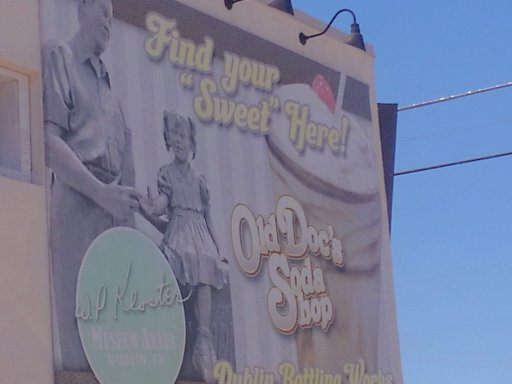 Find your
"Sweet" Here!
Old Doc's
Soda
Shop
W.P. Kloster
MUSEUM ANNEX
DUBLIN, TX
Dublin Bottling Works